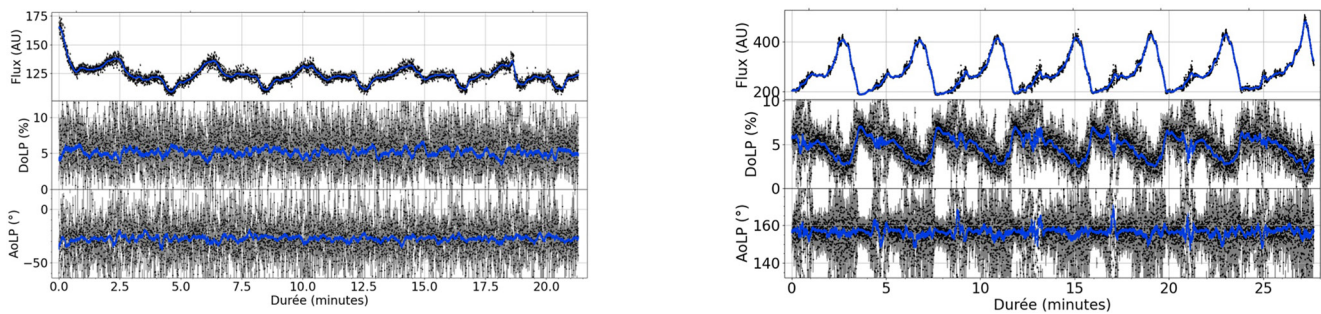 175
150
125
Flux (AU)
10
5
0
DoLP (%)
0
−50
AoLP (°)
0.0 2.5 5.0 7.5 10.0 12.5 15.0 17.5 20.0
Durée (minutes)
400
200
Flux (AU)
10
5
0
DoLP (%)
160
140
AoLP (°)
0 5 10 15 20 25
Durée (minutes)